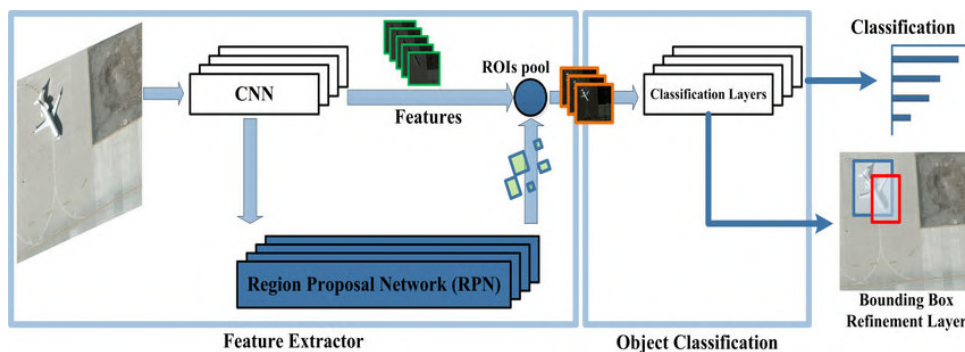 CNN
Features
ROIs pool
Region Proposal Network (RPN)
Feature Extractor
Classification Layers
Object Classification
Classification
Bounding Box
Refinement Layer